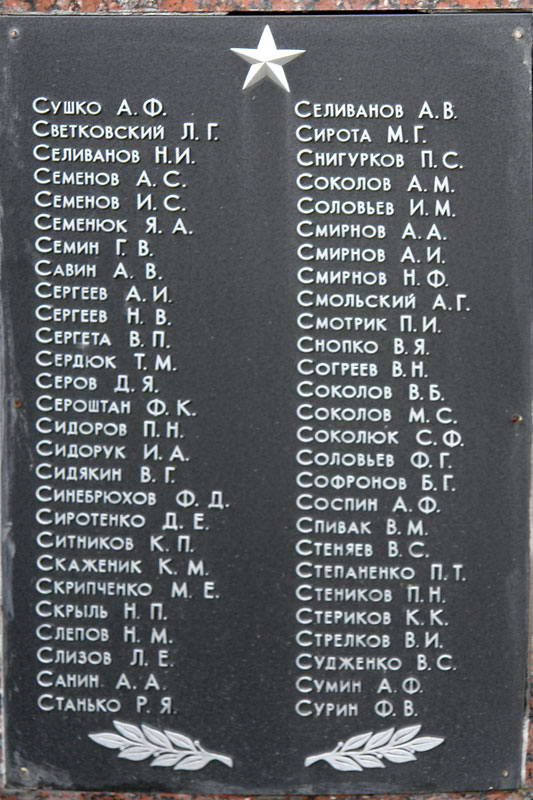 Сушко А.Ф.
Светковский Л.Г.
Селиванов Н.И.
Семенов А.С.
Семенов И.С.
Семенюк Я.А.
Семин Г.В.
Савин А.В.
Сергеев А.И.
Сергеев Н.В.
Сергета В.П.
Сердюк Т.М.
Серов Д.Я.
Сероштан Ф.К.
Сидоров П.Н.
Сидорук И.А.
Сидякин В.Г.
Синебрюхов Ф.Д.
Сиротенко Д.Е.
Ситников К.П.
Скаженик К.М.
Скрипченко М.Е.
Скрыль Н.П.
Слепов Н.М.
Слизов Л.Е.
Санин А.А.
Станько Р.Я.
Селиванов А.В.
Сирота М.Г.
Снигурков П.С.
Соколов А.М.
Соловьев И.М.
Смирнов А.А.
Смирнов А.И.
Смирнов Н.Ф.
Смольский А.Г.
Смотрик П.И.
Снопко В.Я.
Согреев В.Н.
Соколов В.Б.
Соколов М.С.
Соколюк С.Ф.
Соловьев Ф.Г.
Софронов Б.Г.
Соспин А.Ф.
Спивак В.М.
Стеняев В.С.
Степаненко П.Т.
Стеников П.Н.
Стериков К.К.
Стрелков В.И.
Судженко В.С.
Сумин А.Ф.
Сурин Ф.В.